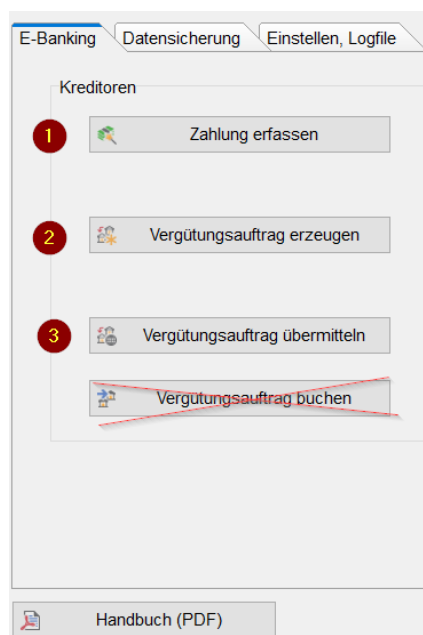 E-Banking Datensicherung Einstellen, Logfile
Kreditoren
1 Zahlung erfassen
2 Vergütungsauftrag erzeugen
3 Vergütungsauftrag übermitteln
Vergütungsauftrag buchen
Handbuch (PDF)